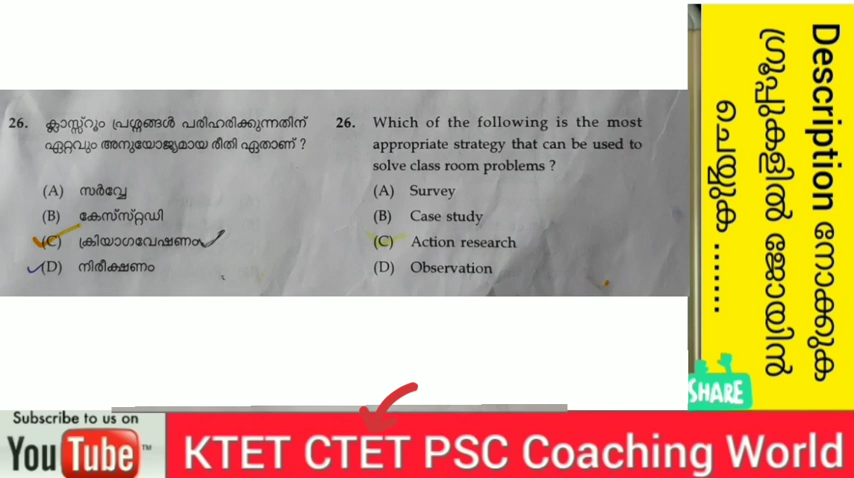 26. ക്ലാസ്സ്റൂം പ്രശ്നങ്ങൾ പരിഹരിക്കുന്നതിന്
ഏറ്റവും അനുയോജ്യമായ രീതി ഏതാണ് ?
(A) സർവ്വേ
(B) കേസ്സ്റ്റഡി
(C) ക്രിയാഗവേഷണം
(D) നിരീക്ഷണം
26. Which of the following is the most
appropriate strategy that can be used to
solve class room problems ?
(A) Survey
(B) Case study
(C) Action research
(D) Observation
Description നോക്കുക
ഗ്രൂപ്പുകളിൽ ജോയിൻ
ചെയ്യുക ........
SHARE
Subscribe to us on
YouTube™
KTET CTET PSC Coaching World